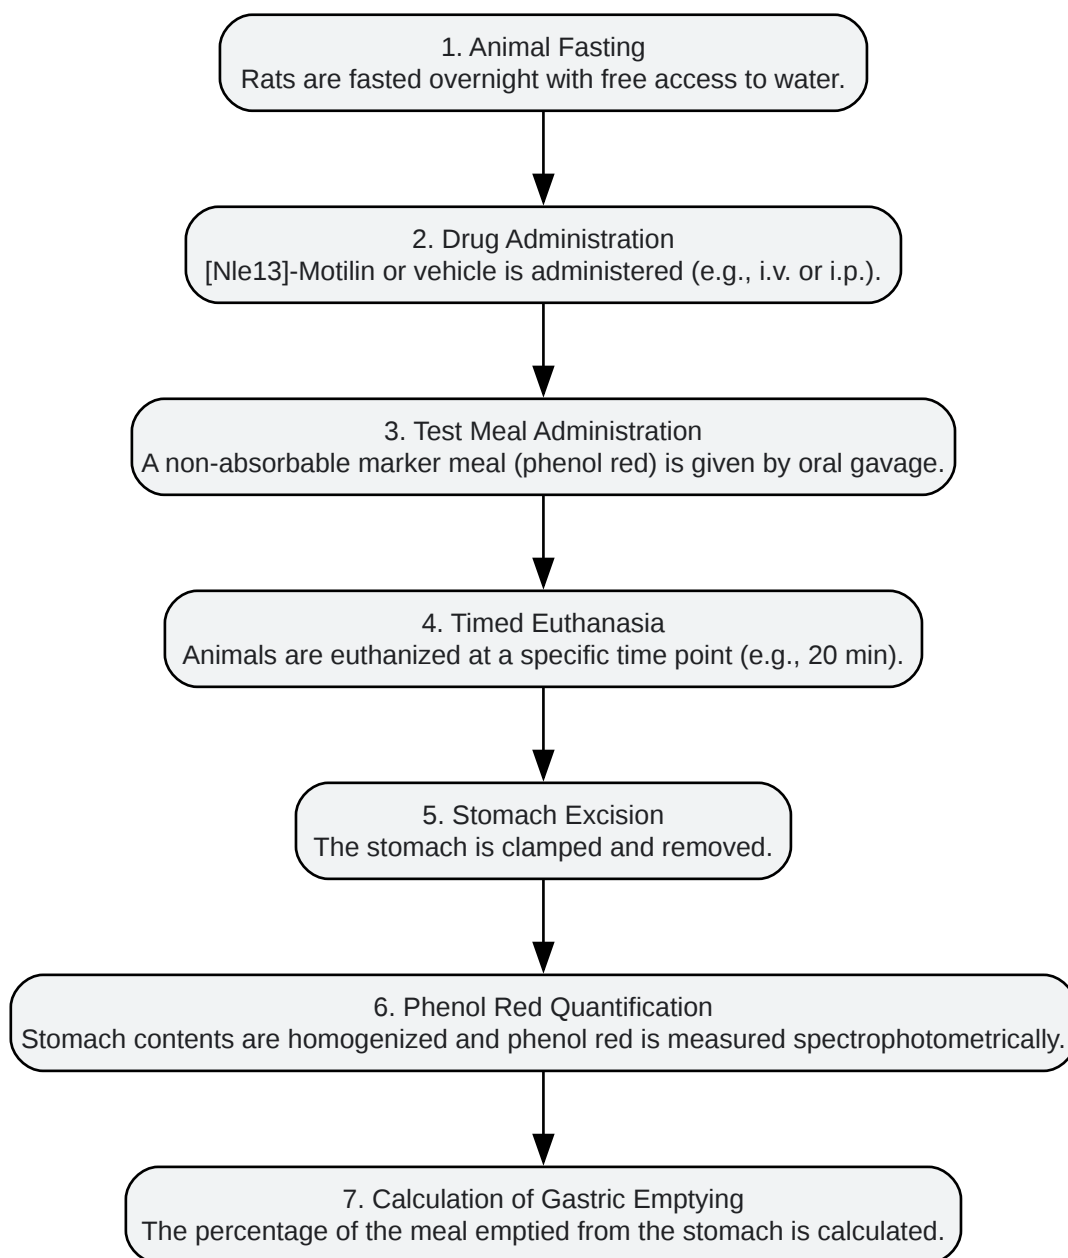 1. Animal Fasting
Rats are fasted overnight with free access to water.
2. Drug Administration
[Nle13]-Motilin or vehicle is administered (e.g., i.v. or i.p.).
3. Test Meal Administration
A non-absorbable marker meal (phenol red) is given by oral gavage.
4. Timed Euthanasia
Animals are euthanized at a specific time point (e.g., 20 min).
5. Stomach Excision
The stomach is clamped and removed.
6. Phenol Red Quantification
Stomach contents are homogenized and phenol red is measured spectrophotometrically.
7. Calculation of Gastric Emptying
The percentage of the meal emptied from the stomach is calculated.